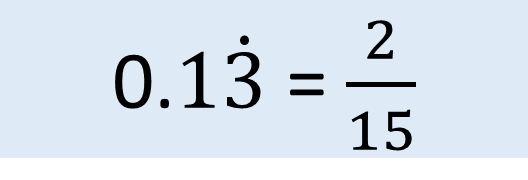 0.13̇ = 2/15